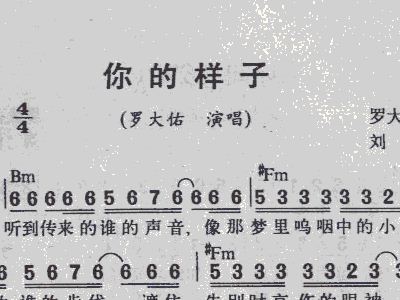 你的样子
4/4
(罗大佑 演唱)
罗大
刘
Bm #Fm
6 6 6 6 6 5 6 7 6 6 6 6 5 3 3 3 3 3 2
听到传来的谁的声音,像那梦里呜咽中的小
#Fm
6 5 6 7 6 6 6 6 5 3 3 3 3 3 2 3 3